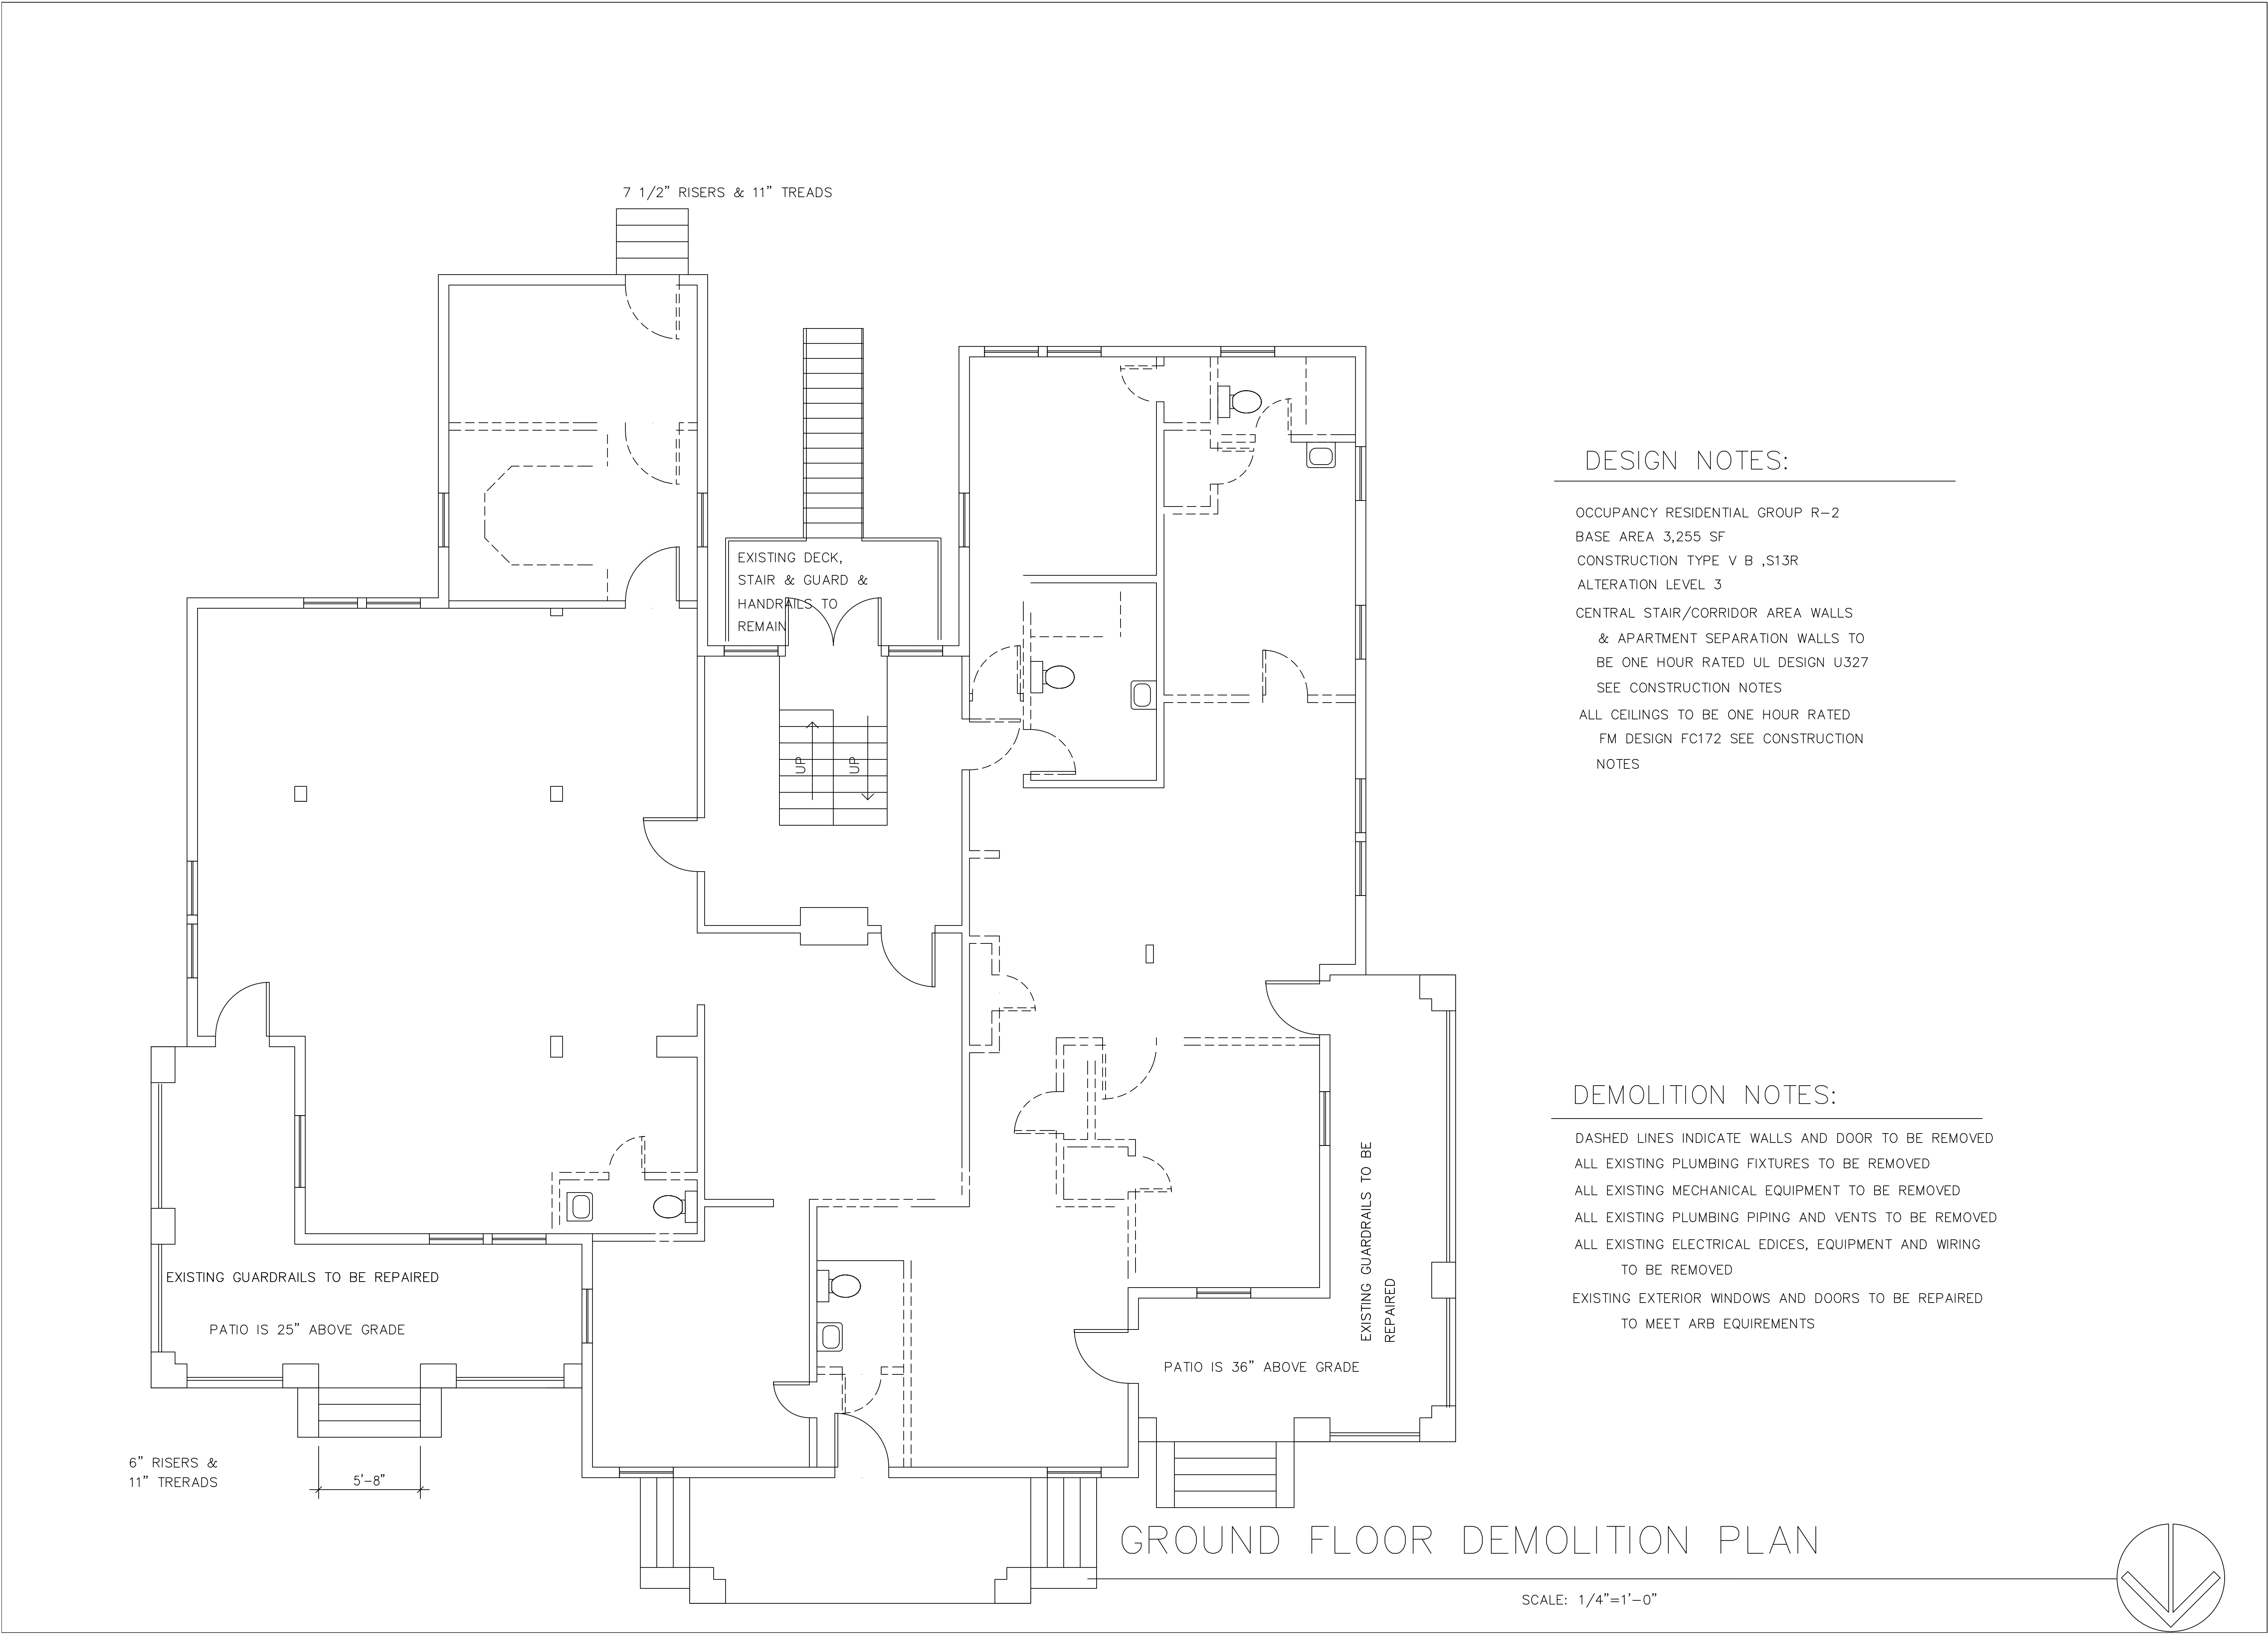 7 1/2” RISERS & 11” TREADS
EXISTING DECK,
STAIR & GUARD &
HANDRAILS TO
REMAIN
UP
UP
DESIGN NOTES:
OCCUPANCY RESIDENTIAL GROUP R-2
BASE AREA 3,255 SF
CONSTRUCTION TYPE V B ,S13R
ALTERATION LEVEL 3
CENTRAL STAIR/CORRIDOR AREA WALLS
& APARTMENT SEPARATION WALLS TO
BE ONE HOUR RATED UL DESIGN U327
SEE CONSTRUCTION NOTES
ALL CEILINGS TO BE ONE HOUR RATED
FM DESIGN FC172 SEE CONSTRUCTION
NOTES
DEMOLITION NOTES:
DASHED LINES INDICATE WALLS AND DOOR TO BE REMOVED
ALL EXISTING PLUMBING FIXTURES TO BE REMOVED
ALL EXISTING MECHANICAL EQUIPMENT TO BE REMOVED
ALL EXISTING PLUMBING PIPING AND VENTS TO BE REMOVED
ALL EXISTING ELECTRICAL EDICES, EQUIPMENT AND WIRING
TO BE REMOVED
EXISTING EXTERIOR WINDOWS AND DOORS TO BE REPAIRED
TO MEET ARB EQUIREMENTS
EXISTING GUARDRAILS TO BE
REPAIRED
EXISTING GUARDRAILS TO BE REPAIRED
PATIO IS 25” ABOVE GRADE
PATIO IS 36” ABOVE GRADE
6” RISERS &
11” TRERADS
5’-8”
GROUND FLOOR DEMOLITION PLAN
SCALE: 1/4”=1’-0”